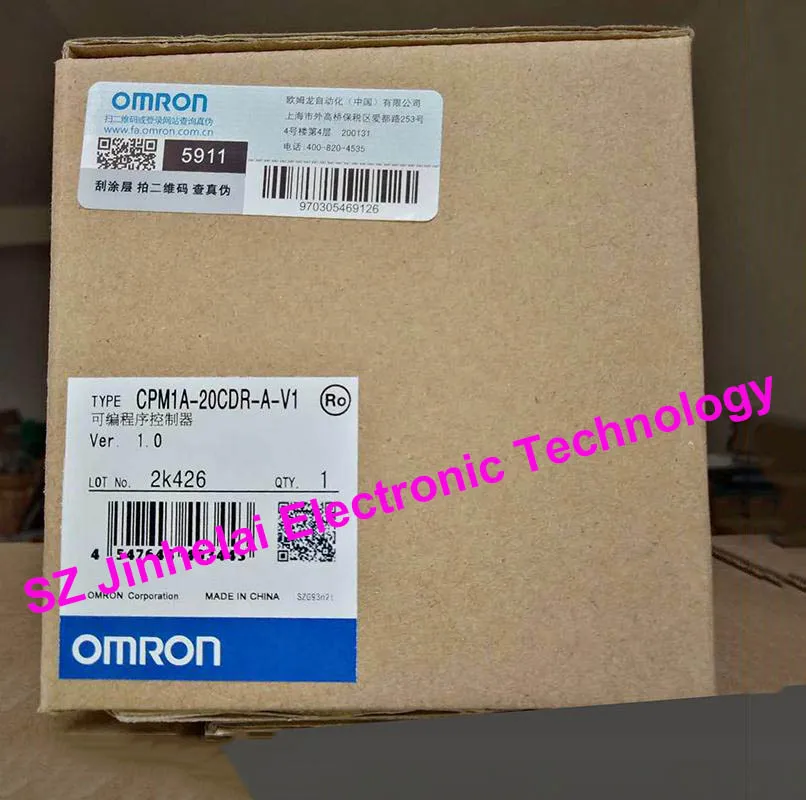 OMRON
扫二维码或登录网站查询真伪
www.fa.omron.com.cn
5911
刮涂层 拍二维码 查真伪
欧姆龙自动化(中国)有限公司
上海市外高桥保税区爱都路253号
4号楼第4层 200131
电话:400-820-4535
970305469126
TYPE CPM1A-20CDR-A-V1 Ro
可编程序控制器
Ver. 1.0
LOT No. 2k426 QTY. 1
OMRON Corporation MADE IN CHINA
OMRON
SZ Jinhelai Electronic Technology